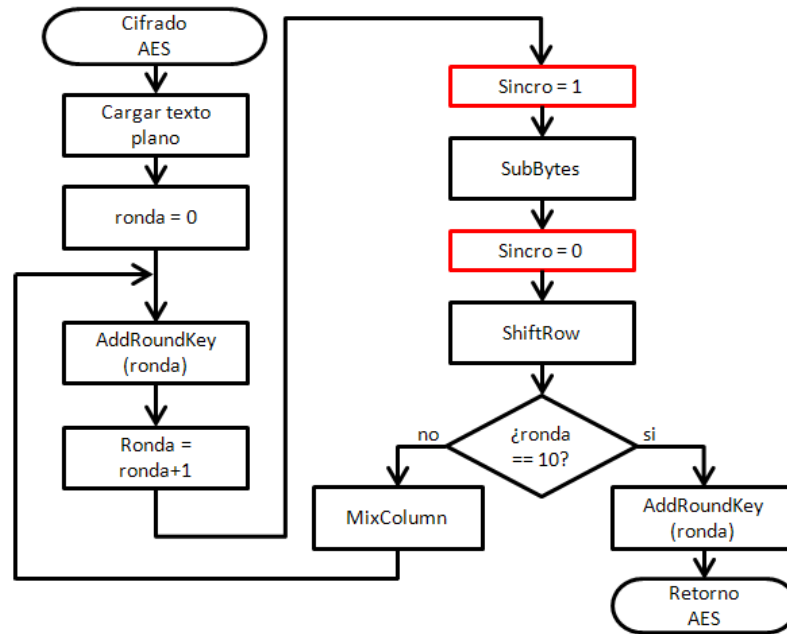 Cifrado
AES
Cargar texto
plano
ronda = 0
AddRoundKey
(ronda)
Ronda =
ronda+1
Sincro = 1
SubBytes
Sincro = 0
ShiftRow
¿ronda
== 10?
no
si
MixColumn
AddRoundKey
(ronda)
Retorno
AES